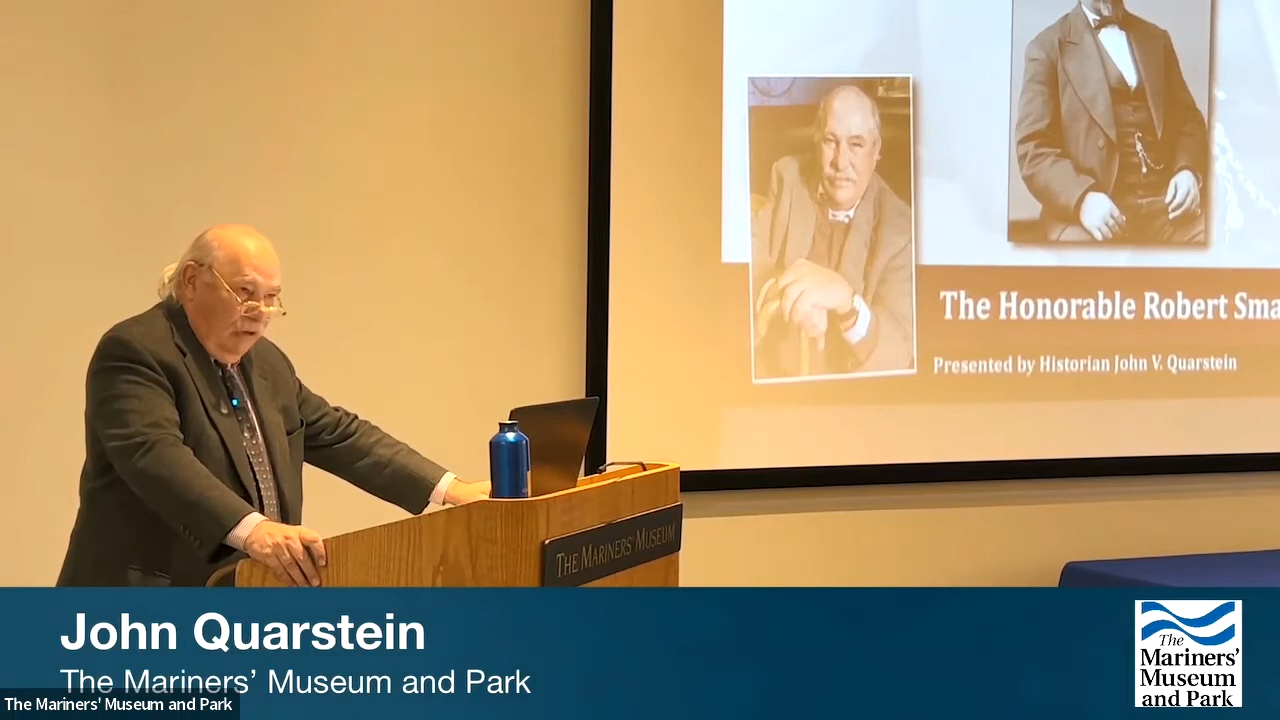 The Honorable Robert Sma
Presented by Historian John V. Quarstein
THE MARINERS' MUSEUM
John Quarstein
The Mariners’ Museum and Park
The Mariners' Museum and Park
The
Mariners’
Museum
and Park